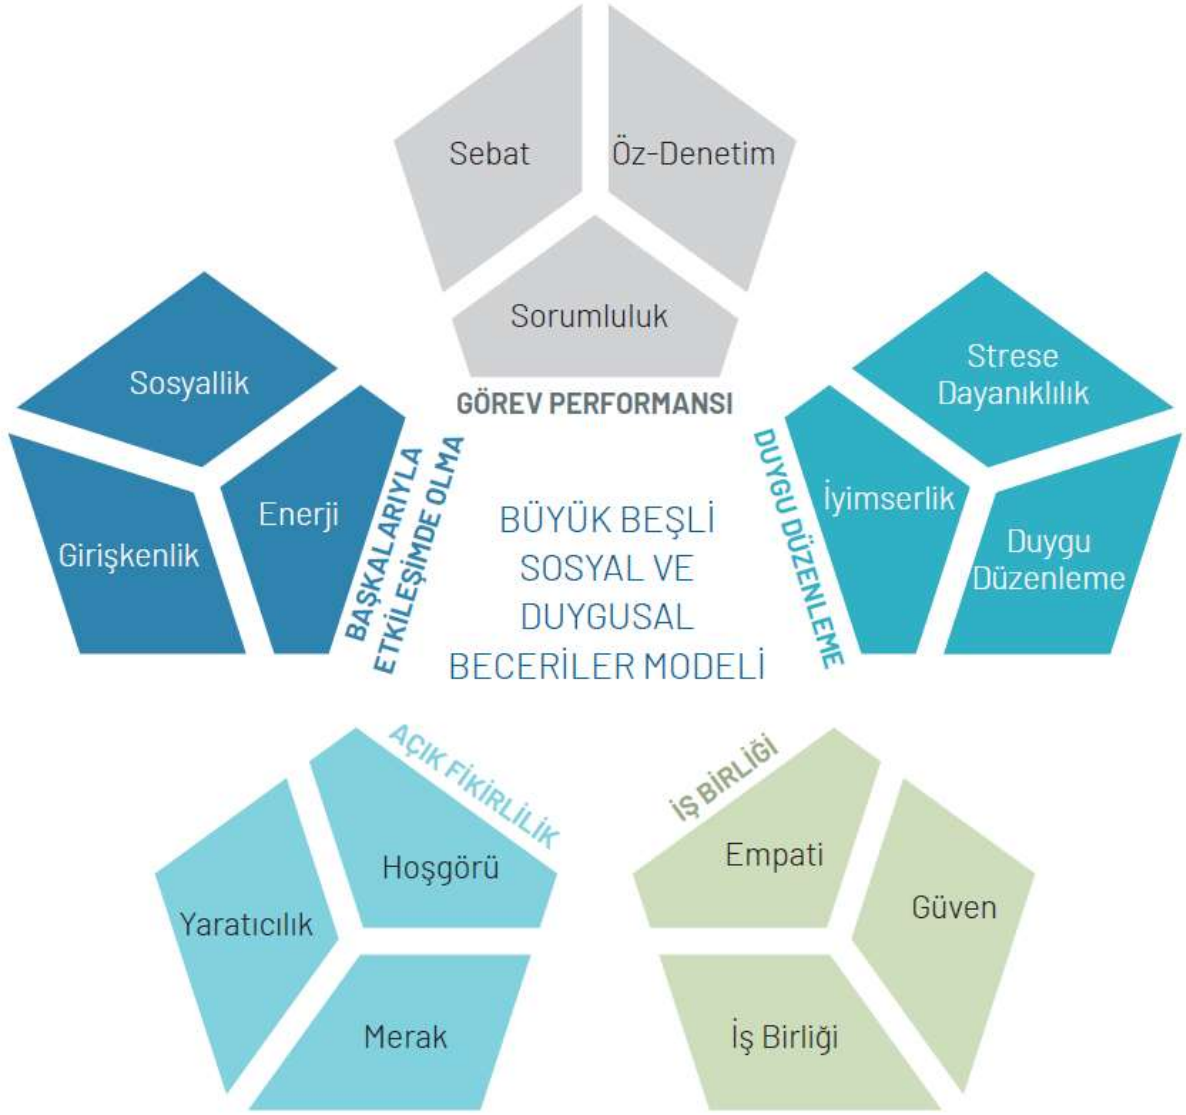 Sebat
Öz-Denetim
Sorumluluk
GÖREV PERFORMANSI
Sosyallik
Enerji
Girişkenlik
BAŞKALARIYLA
ETKİLEŞİMDE OLMA
BÜYÜK BEŞLİ
SOSYAL VE
DUYGUSAL
BECERİLER MODELİ
DUYGU DÜZENLEME
Strese
Dayanıklılık
İyimserlik
Duygu
Düzenleme
AÇIK FİKİRLİLİK
Hoşgörü
Yaratıcılık
Merak
İŞ BİRLİĞİ
Empati
Güven
İş Birliği